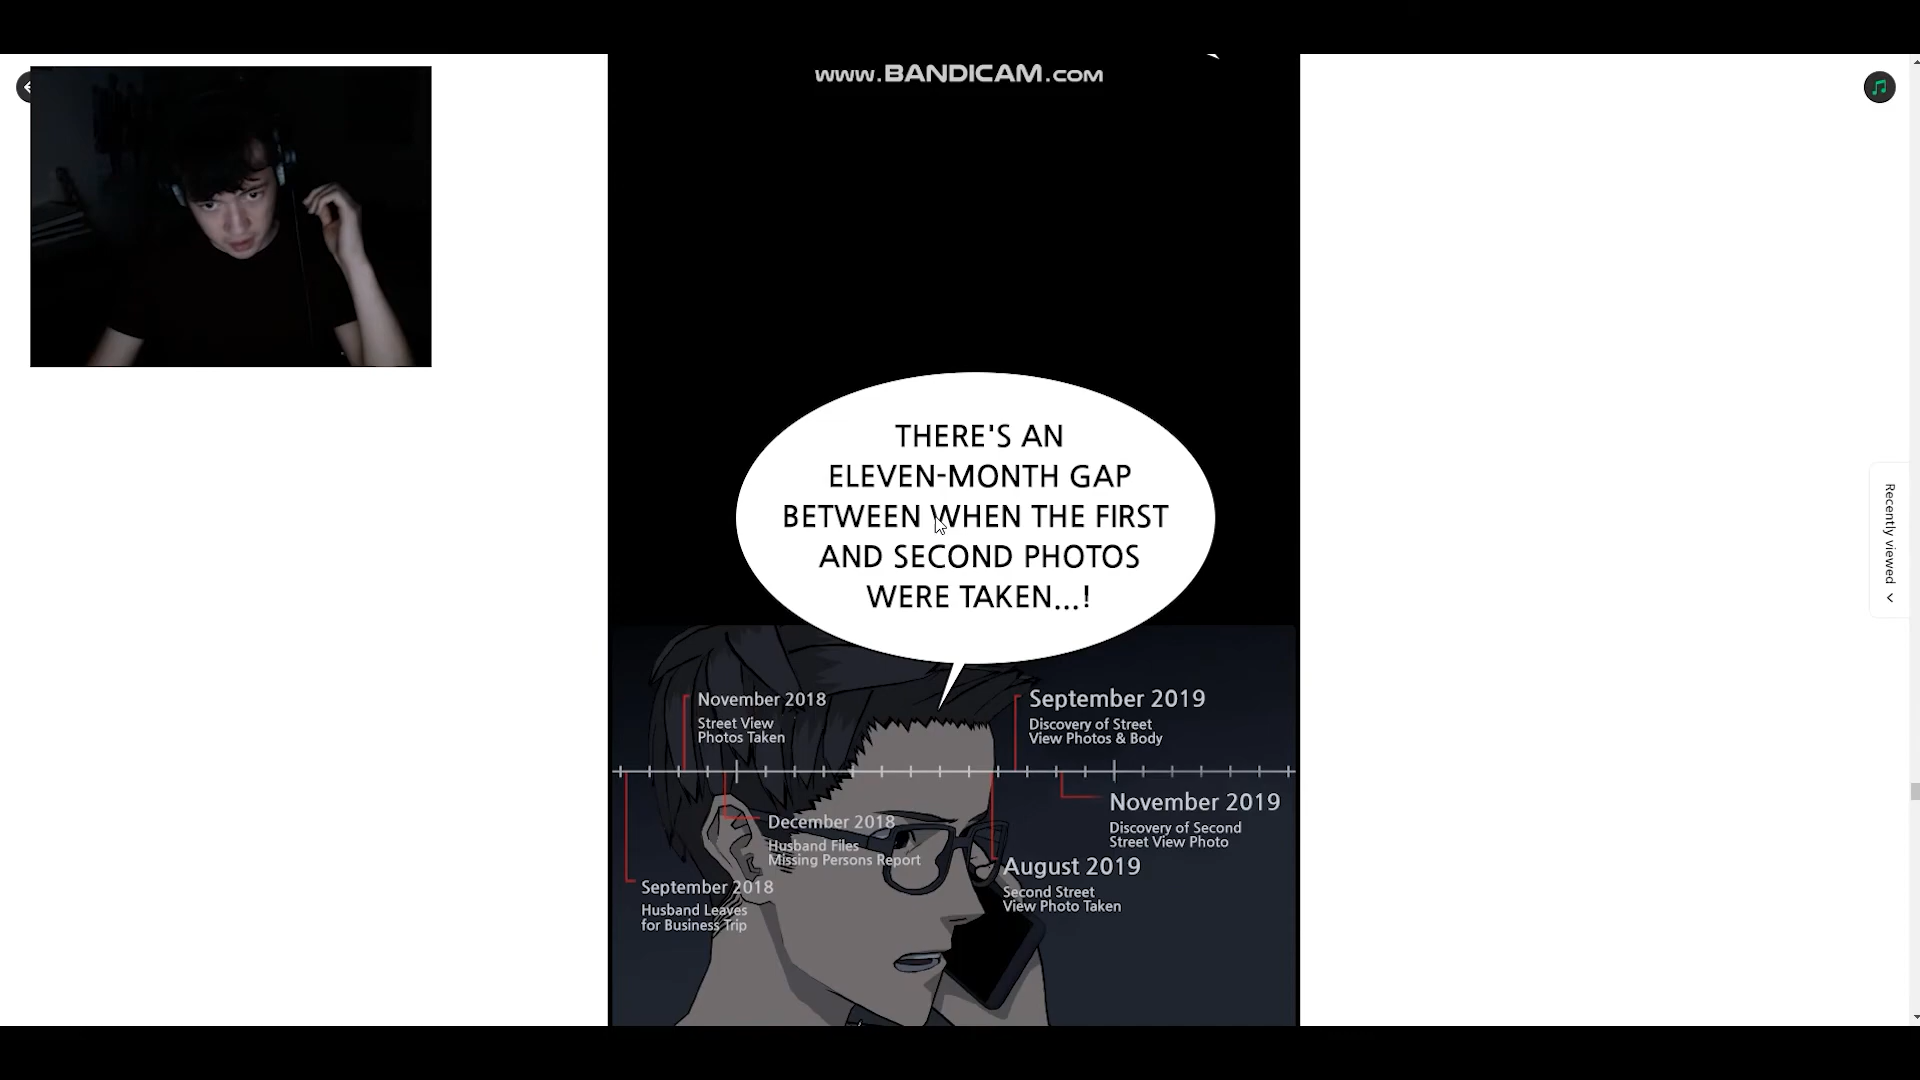 www.BANDICAM.com
THERE'S AN
ELEVEN-MONTH GAP
BETWEEN WHEN THE FIRST
AND SECOND PHOTOS
WERE TAKEN...!
November 2018
Street View
Photos Taken
September 2019
Discovery of Street
View Photos & Body
November 2019
Discovery of Second
Street View Photo
December 2018
Husband Files
Missing Persons Report
August 2019
Second Street
View Photo Taken
September 2018
Husband Leaves
for Business Trip
Recently viewed